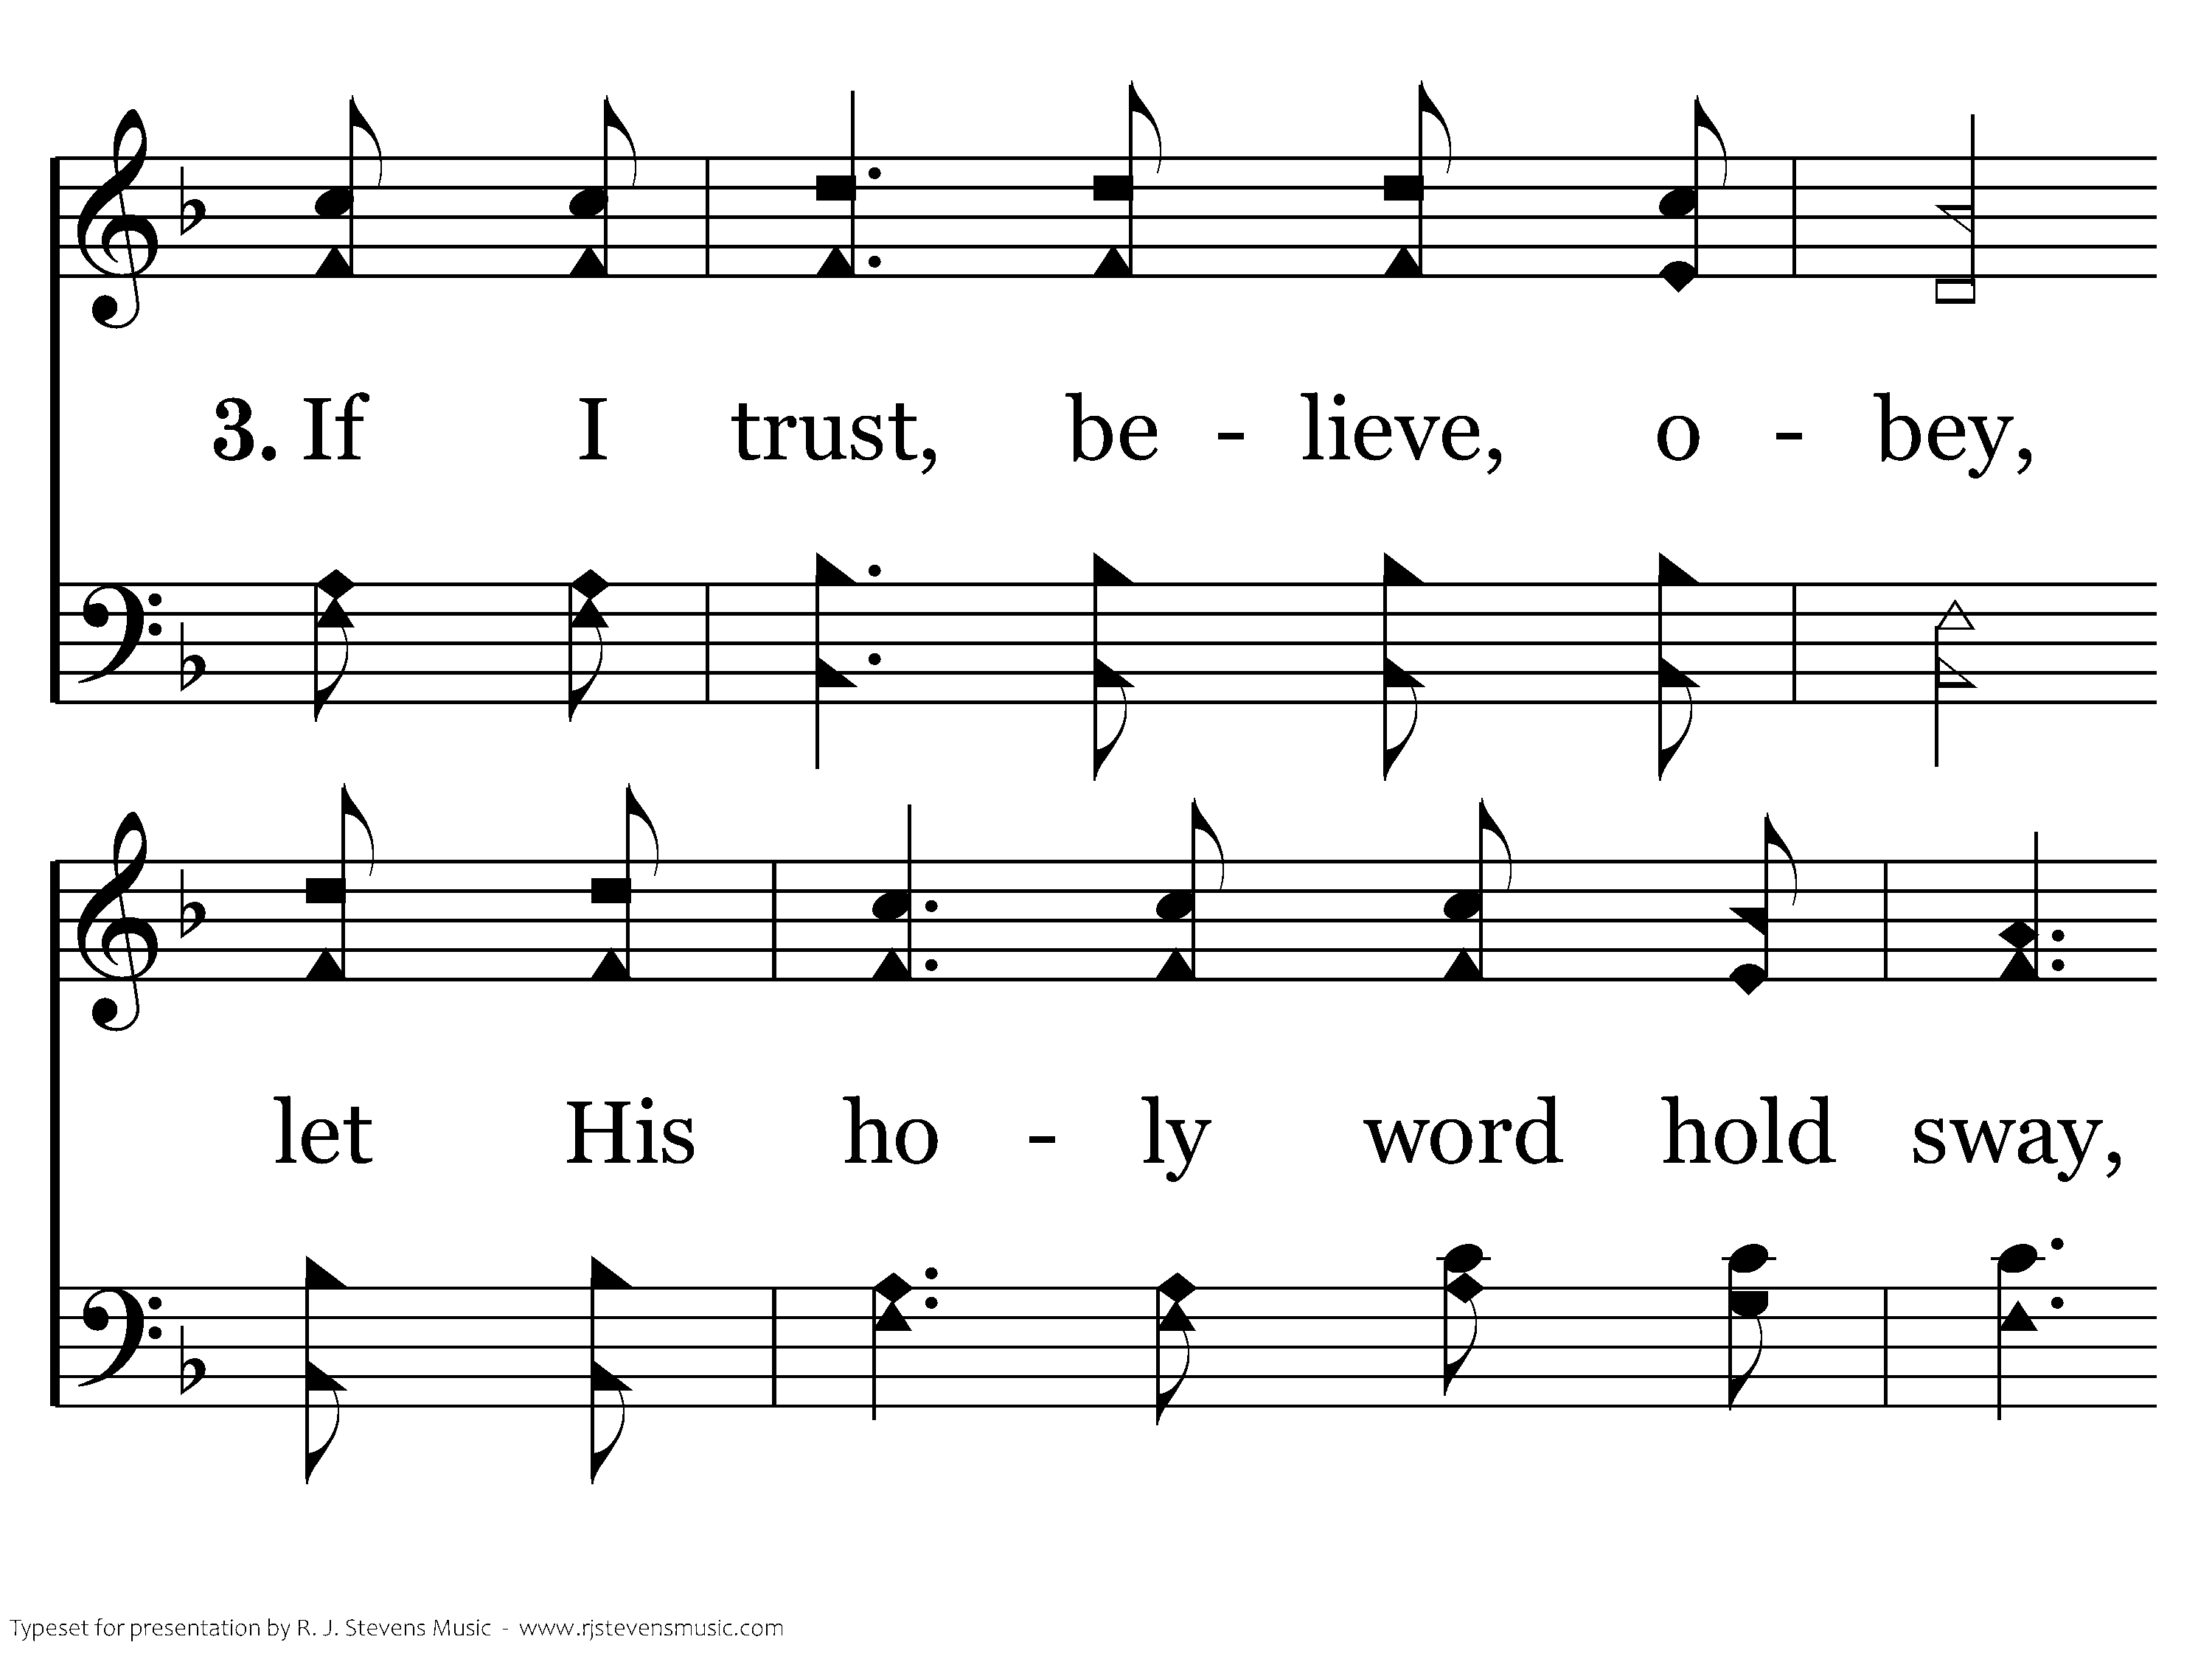 3. If I trust, be - lieve, o - bey,
let His ho - ly word hold sway,
Typeset for presentation by R. J. Stevens Music - www.rjstevensmusic.com